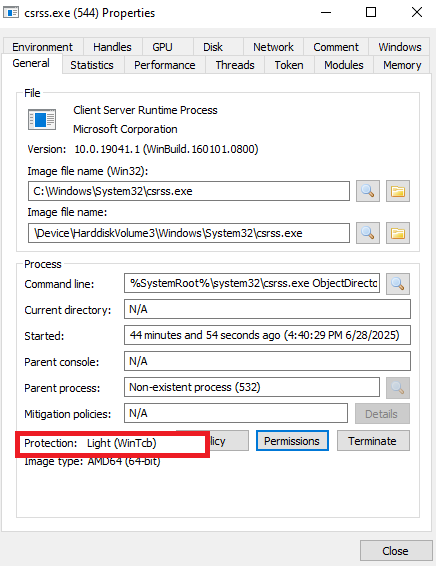 csrss.exe (544) Properties
Environment Handles GPU Disk Network Comment Windows
General Statistics Performance Threads Token Modules Memory
File
Client Server Runtime Process
Microsoft Corporation
Version: 10.0.19041.1 (WinBuild.160101.0800)
Image file name (Win32):
C:\Windows\System32\csrss.exe
Image file name:
\Device\HarddiskVolume3\Windows\System32\csrss.exe
Process
Command line: %SystemRoot%\system32\csrss.exe ObjectDirecto
Current directory: N/A
Started: 44 minutes and 54 seconds ago (4:40:29 PM 6/28/2025)
Parent console: N/A
Parent process: Non-existent process (532)
Mitigation policies: N/A Details
Protection: Light (WinTcb) licy Permissions Terminate
Image type: AMD64 (64-bit)
Close